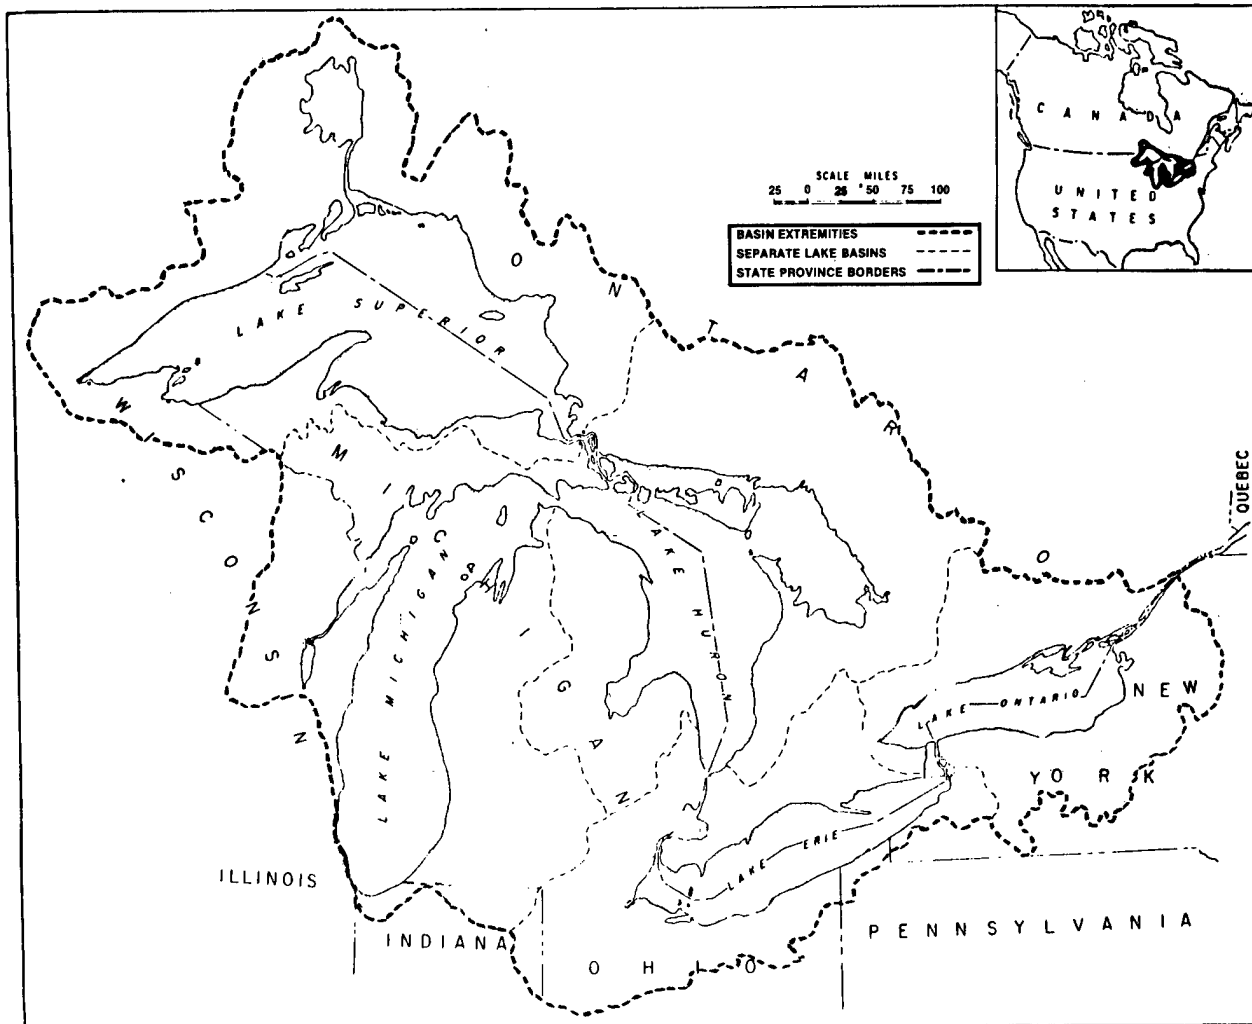 CANADA
UNITED
STATES
SCALE MILES
25 0 25 50 75 100
BASIN EXTREMITIES
SEPARATE LAKE BASINS
STATE PROVINCE BORDERS
ONTARIO
LAKE SUPERIOR
WISCONSIN
MICHIGAN
QUEBEC
LAKE MICHIGAN
LAKE HURON
LAKE ONTARIO
NEW
YORK
LAKE ERIE
ILLINOIS
INDIANA
OHIO
PENNSYLVANIA